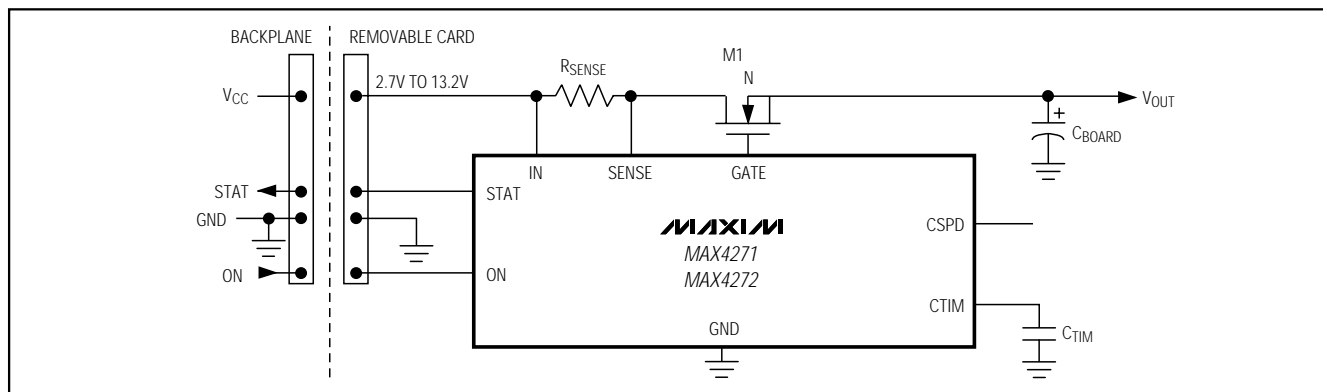 BACKPLANE
REMOVABLE CARD
VCC
2.7V TO 13.2V
RSENSE
M1
N
VOUT
+
CBOARD
IN
SENSE
GATE
STAT
STAT
GND
ON
ON
MAXIM
MAX4271
MAX4272
CSPD
CTIM
GND
CTIM